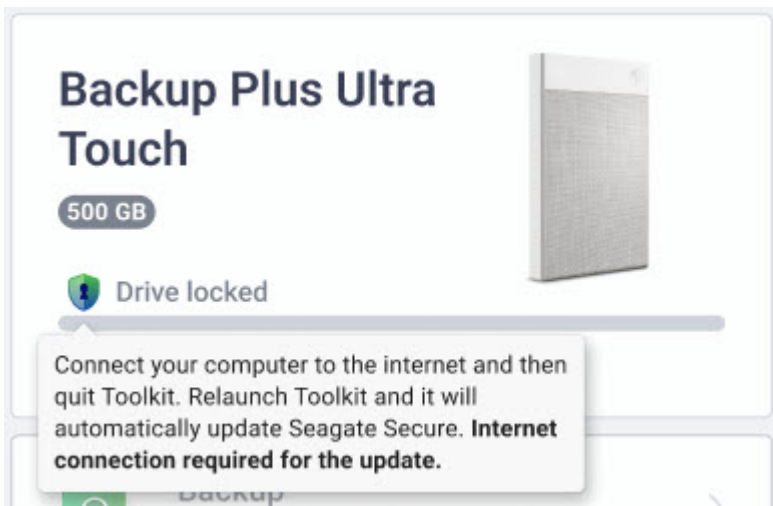 Backup Plus Ultra
Touch
500 GB
Drive locked
Connect your computer to the internet and then
quit Toolkit. Relaunch Toolkit and it will
automatically update Seagate Secure. Internet
connection required for the update.
Backup